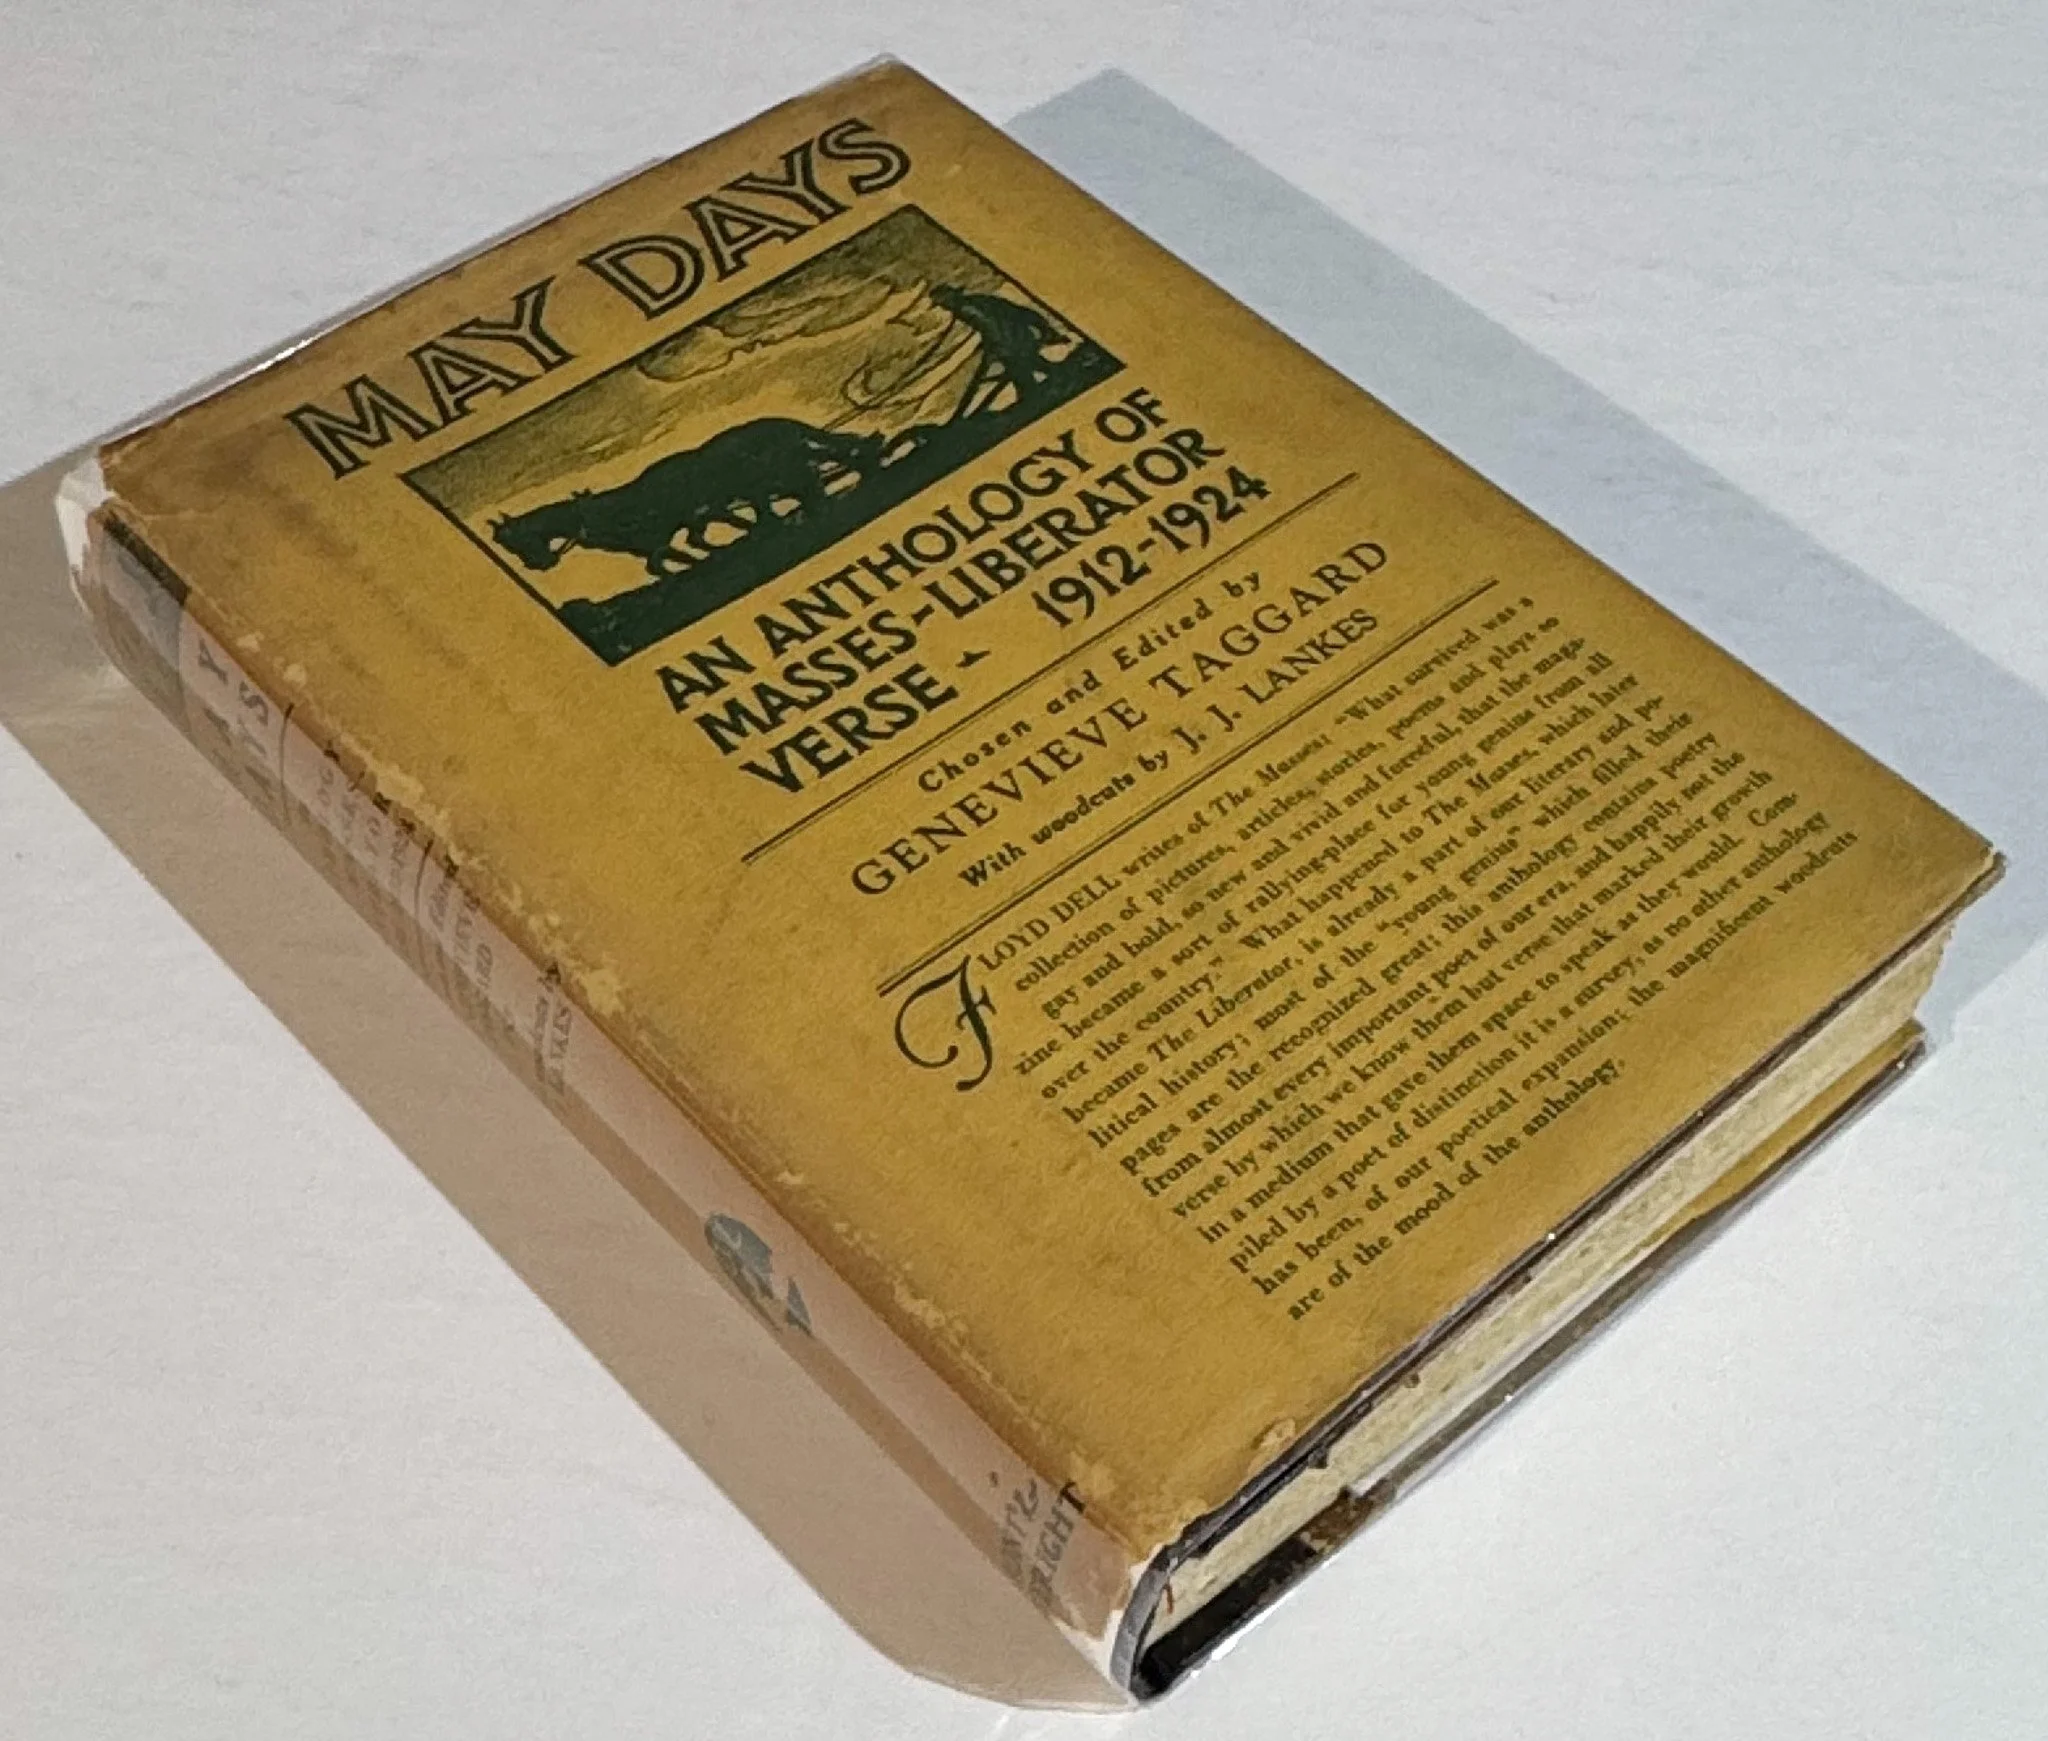 MAY DAYS
AN ANTHOLOGY OF
MASSES-LIBERATOR
VERSE - 1912-1924
Chosen and Edited by
GENEVIEVE TAGGARD
With woodcuts by J. J. LANKES
FLOYD DELL writes of The Masses: "What survived was a
collection of pictures, articles, stories, poems and plays so
gay and bold, so new and vivid and forceful, that the maga-
zine became a sort of rallying-place for young genius from all
over the country." What happened to The Masses, which later
became The Liberator, is already a part of our literary and po-
litical history; most of the "young genius" which filled their
pages are the recognized great; this anthology contains poetry
from almost every important poet of our era, and happily not the
verse by which we know them but verse that marked their growth
in a medium that gave them space to speak as they would. Com-
piled by a poet of distinction it is a survey, as no other anthology
has been, of our poetical expansion; the magnificent woodcuts
are of the mood of the anthology.